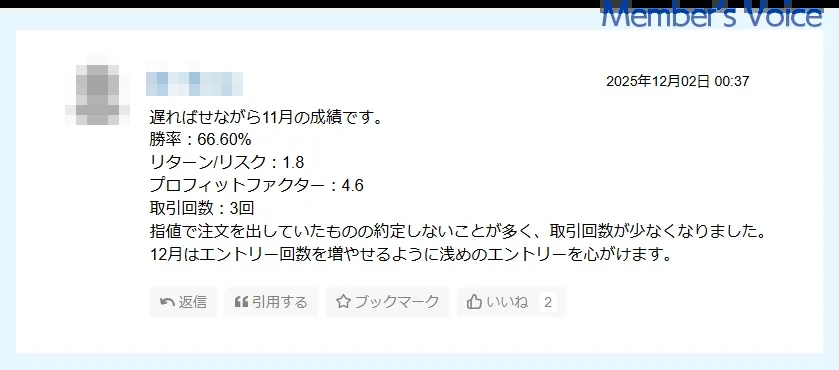 Member's Voice
2025年12月02日 00:37
遅ればせながら11月の成績です。
勝率：66.60%
リターン/リスク：1.8
プロフィットファクター：4.6
取引回数：3回
指値で注文を出していたものの約定しないことが多く、取引回数が少なくなりました。
12月はエントリー回数を増やせるように浅めのエントリーを心がけます。
返信 引用する ブックマーク いいね 2